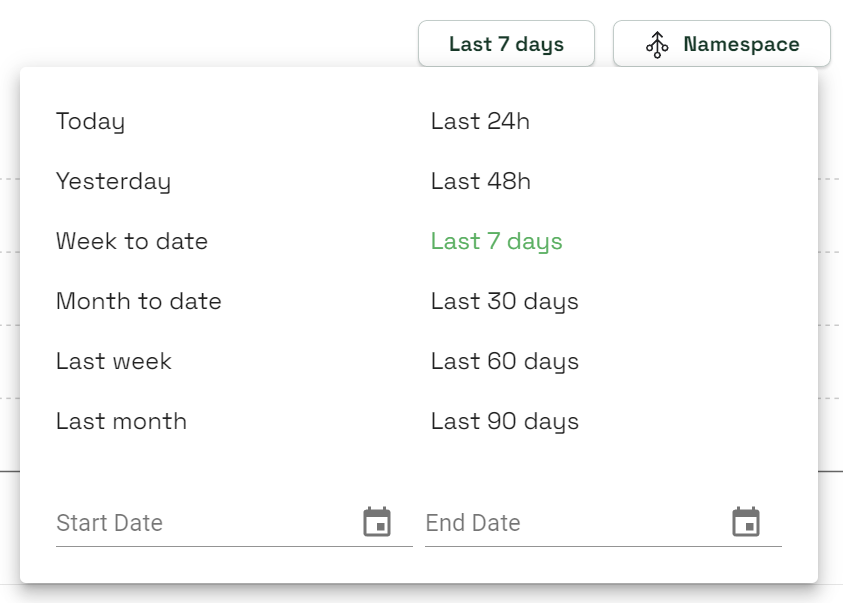 Last 7 days
Namespace
Today
Last 24h
Yesterday
Last 48h
Week to date
Last 7 days
Month to date
Last 30 days
Last week
Last 60 days
Last month
Last 90 days
Start Date
End Date